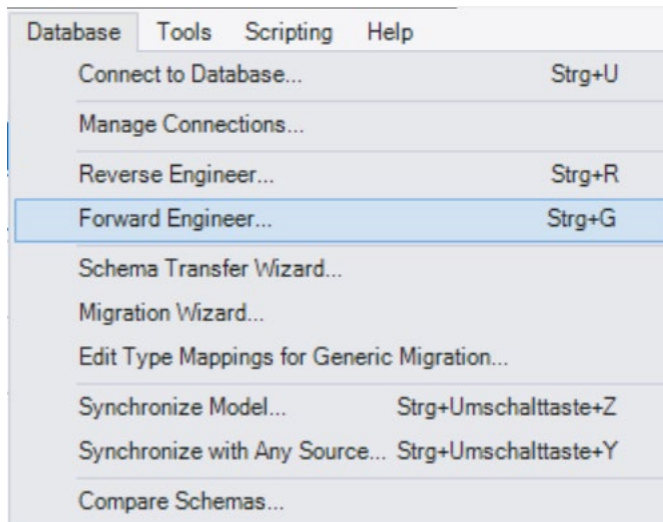 Database Tools Scripting Help
Connect to Database... Strg+U
Manage Connections...
Reverse Engineer... Strg+R
Forward Engineer... Strg+G
Schema Transfer Wizard...
Migration Wizard...
Edit Type Mappings for Generic Migration...
Synchronize Model... Strg+Umschalttaste+Z
Synchronize with Any Source... Strg+Umschalttaste+Y
Compare Schemas...